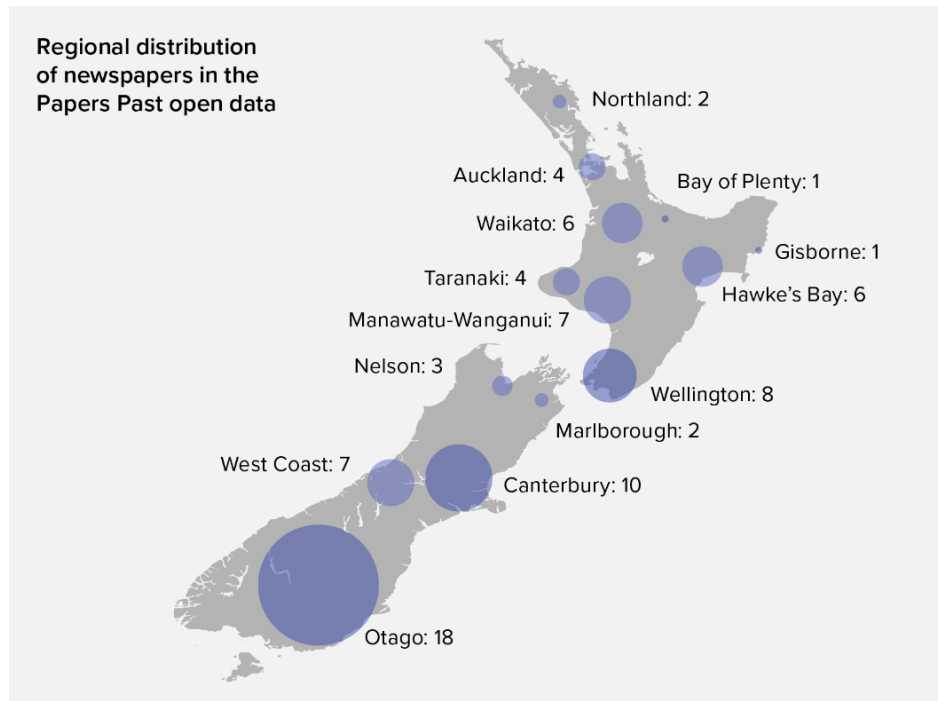 Regional distribution
of newspapers in the
Papers Past open data
Northland: 2
Auckland: 4
Bay of Plenty: 1
Waikato: 6
Gisborne: 1
Taranaki: 4
Hawke’s Bay: 6
Manawatu-Wanganui: 7
Nelson: 3
Wellington: 8
Marlborough: 2
West Coast: 7
Canterbury: 10
Otago: 18